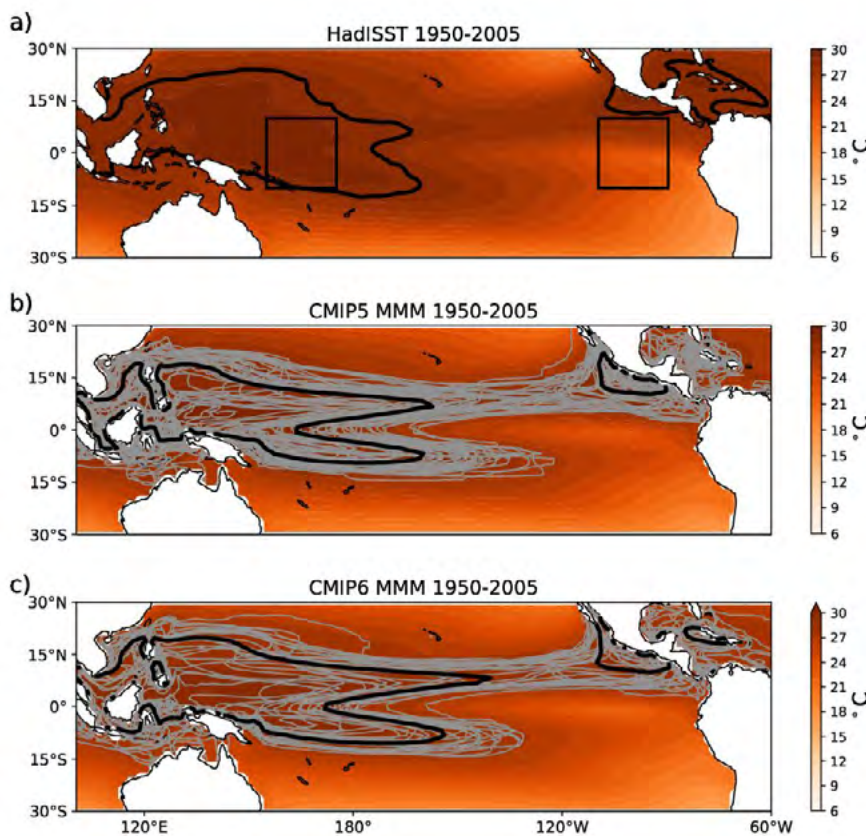 a)
HadISST 1950-2005
30°N
15°N
0°
15°S
30°S
30
27
24
21
18
15
12
9
6
°C
b)
CMIP5 MMM 1950-2005
30°N
15°N
0°
15°S
30°S
30
27
24
21
18
15
12
9
6
°C
c)
CMIP6 MMM 1950-2005
30°N
15°N
0°
15°S
30°S
120°E
180°
120°W
60°W
30
27
24
21
18
15
12
9
6
°C